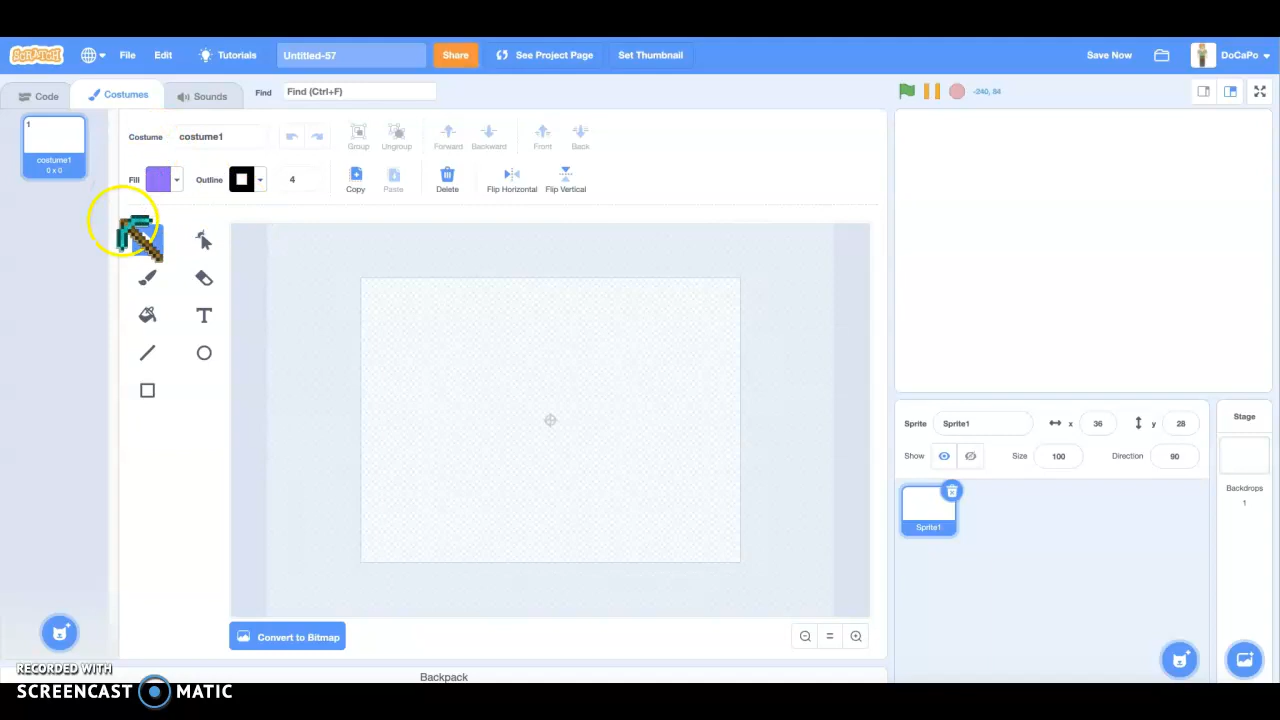 SCRATCH File Edit Tutorials Untitled-57 Share See Project Page Set Thumbnail Save Now DoCaPo
Code Costumes Sounds Find Find (Ctrl+F) -240, 84
1 Costume costume1 Group Ungroup Forward Backward Front Back
costume1
0 x 0
Fill Outline 4 Copy Paste Delete Flip Horizontal Flip Vertical
T
Sprite Sprite1 x 36 y 28 Stage
Show Size 100 Direction 90
Backdrops
1
Sprite1
Convert to Bitmap
Backpack
RECORDED WITH
SCREENCAST MATIC